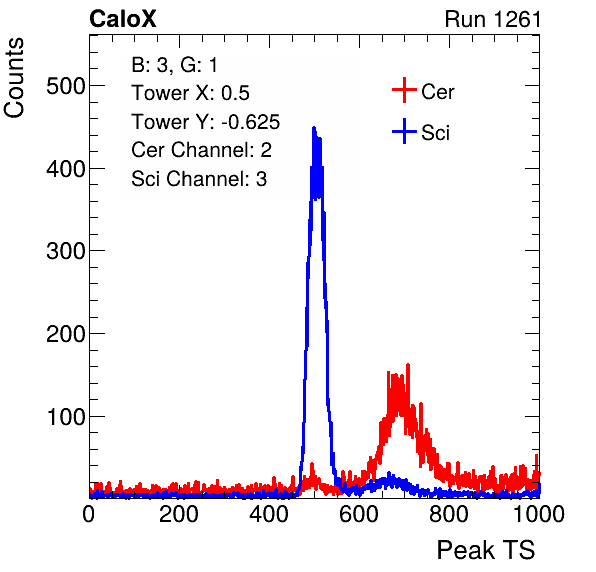 CaloX
Run 1261
Counts
B: 3, G: 1
Tower X: 0.5
Tower Y: -0.625
Cer Channel: 2
Sci Channel: 3
Cer
Sci
500
400
300
200
100
0 200 400 600 800 1000
Peak TS